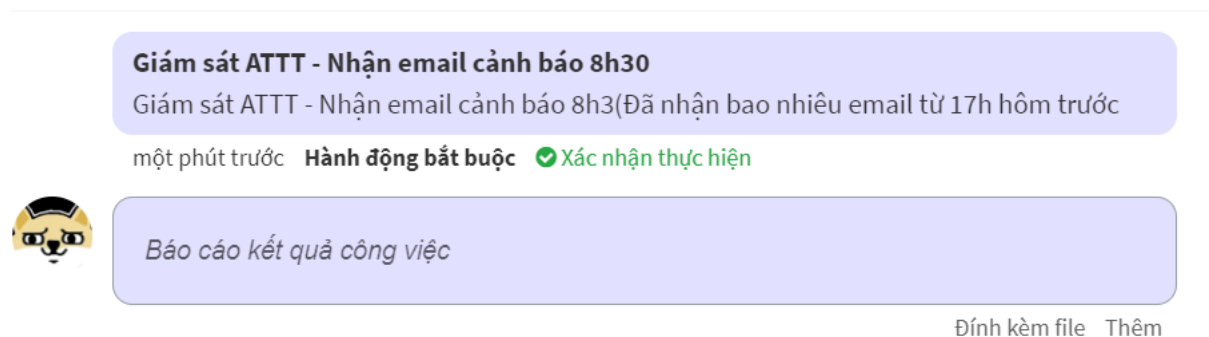 Giám sát ATTT - Nhận email cảnh báo 8h30
Giám sát ATTT - Nhận email cảnh báo 8h3(Đã nhận bao nhiêu email từ 17h hôm trước
một phút trước Hành động bắt buộc Xác nhận thực hiện
Báo cáo kết quả công việc
Đính kèm file Thêm